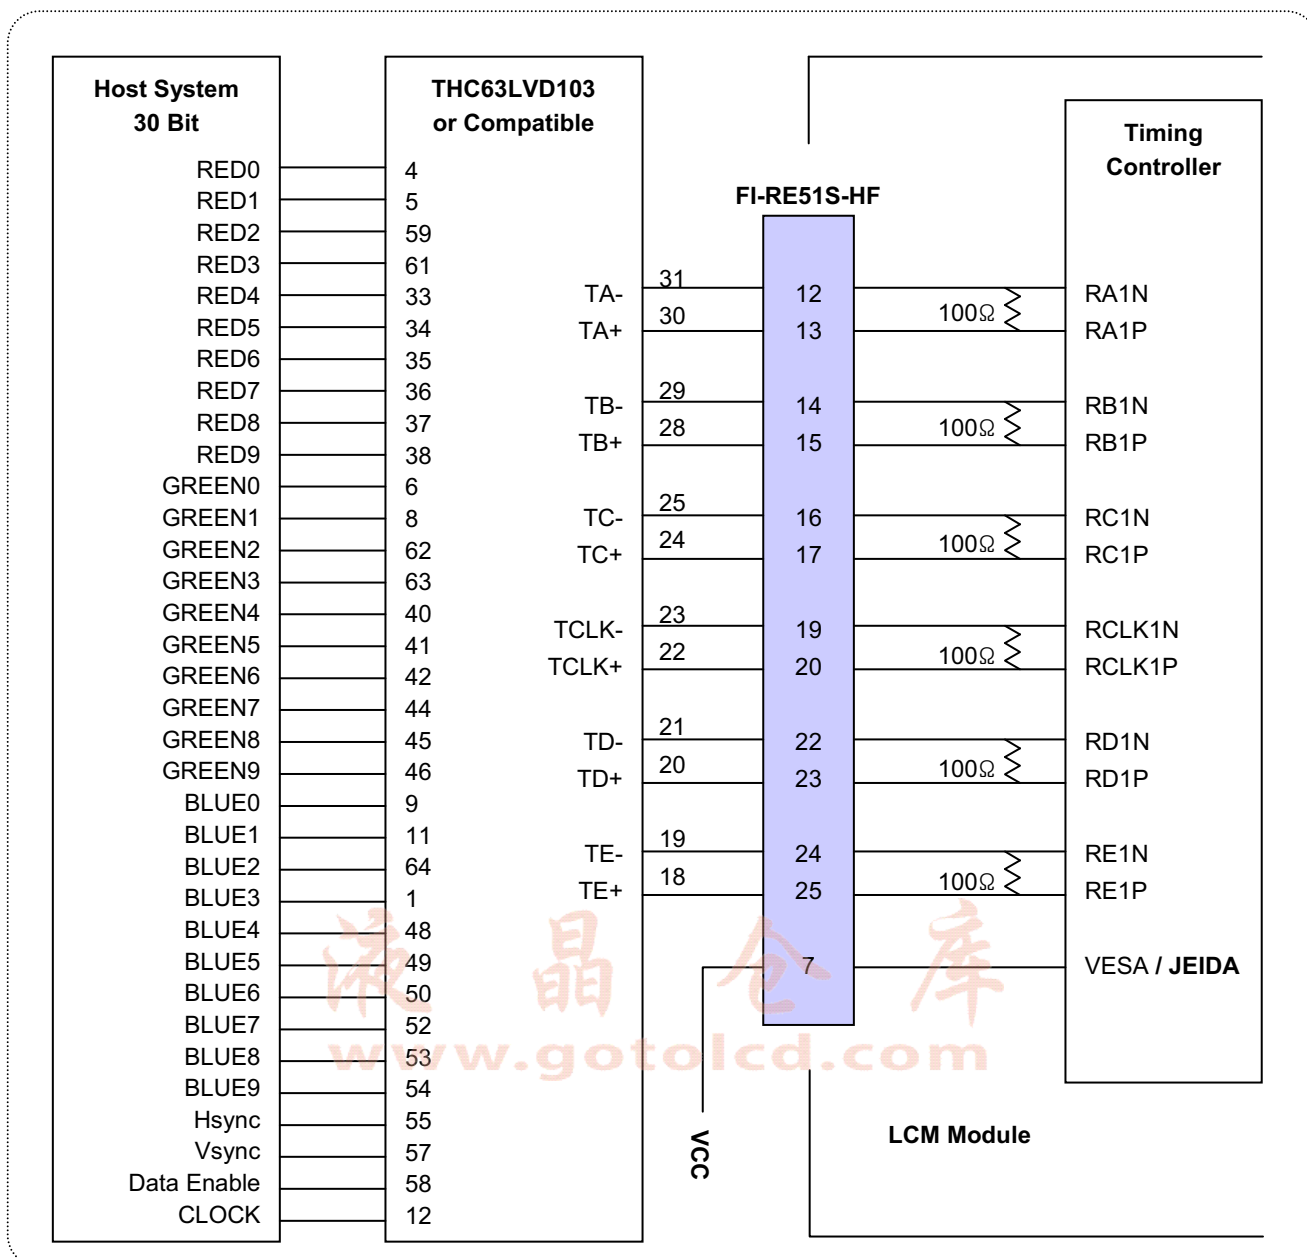 Host System
30 Bit
RED0
RED1
RED2
RED3
RED4
RED5
RED6
RED7
RED8
RED9
GREEN0
GREEN1
GREEN2
GREEN3
GREEN4
GREEN5
GREEN6
GREEN7
GREEN8
GREEN9
BLUE0
BLUE1
BLUE2
BLUE3
BLUE4
BLUE5
BLUE6
BLUE7
BLUE8
BLUE9
Hsync
Vsync
Data Enable
CLOCK
THC63LVD103
or Compatible
4
5
59
61
33
34
35
36
37
38
6
8
62
63
40
41
42
44
45
46
9
11
64
1
48
49
50
52
53
54
55
57
58
12
TA- 31
TA+ 30
TB- 29
TB+ 28
TC- 25
TC+ 24
TCLK- 23
TCLK+ 22
TD- 21
TD+ 20
TE- 19
TE+ 18
VCC
FI-RE51S-HF
12
13
14
15
16
17
19
20
22
23
24
25
7
100Ω
100Ω
100Ω
100Ω
100Ω
100Ω
Timing
Controller
RA1N
RA1P
RB1N
RB1P
RC1N
RC1P
RCLK1N
RCLK1P
RD1N
RD1P
RE1N
RE1P
VESA / JEIDA
LCM Module
液晶仓库
www.gotolcd.com